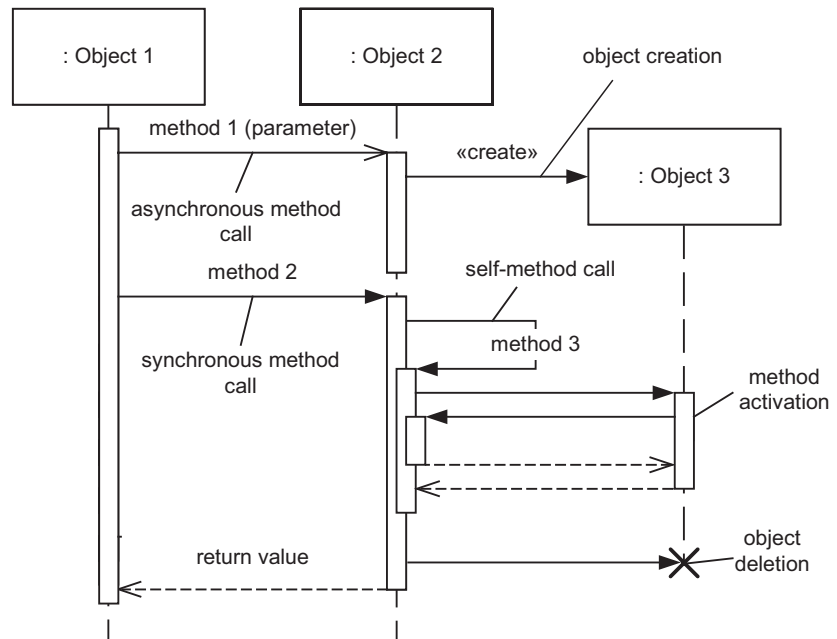 : Object 1
: Object 2
object creation
method 1 (parameter)
«create»
: Object 3
asynchronous method
call
method 2
self-method call
method 3
synchronous method
call
method
activation
return value
object
deletion